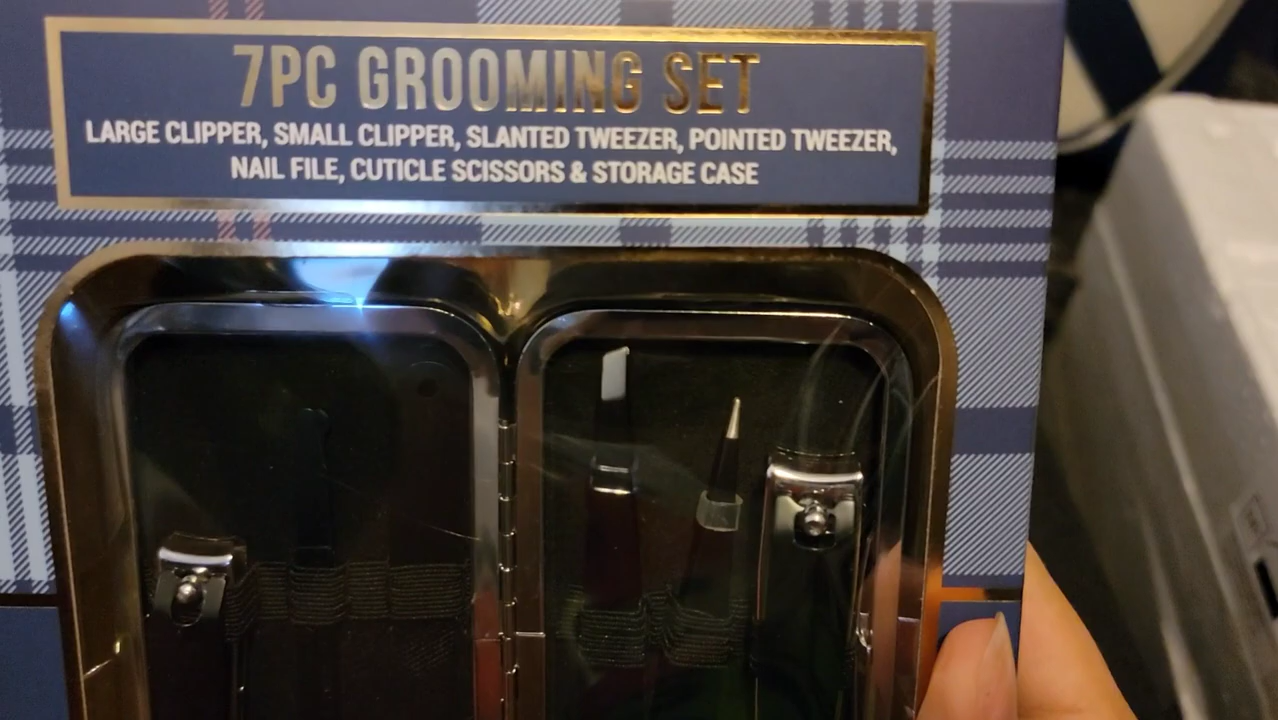 7PC GROOMING SET
LARGE CLIPPER, SMALL CLIPPER, SLANTED TWEEZER, POINTED TWEEZER,
NAIL FILE, CUTICLE SCISSORS & STORAGE CASE